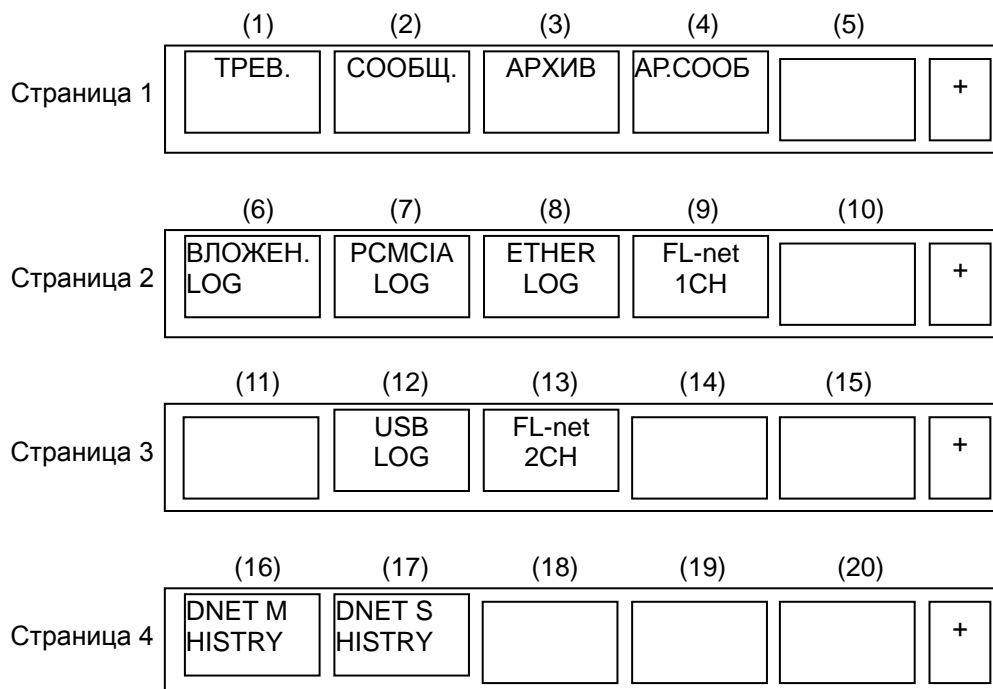 (1) (2) (3) (4) (5)
Страница 1 ТРЕВ. СООБЩ. АРХИВ АР.СООБ +
(6) (7) (8) (9) (10)
Страница 2 ВЛОЖЕН. LOG PCMCIA LOG ETHER LOG FL-net 1CH +
(11) (12) (13) (14) (15)
Страница 3 USB LOG FL-net 2CH +
(16) (17) (18) (19) (20)
Страница 4 DNET M HISTRY DNET S HISTRY +